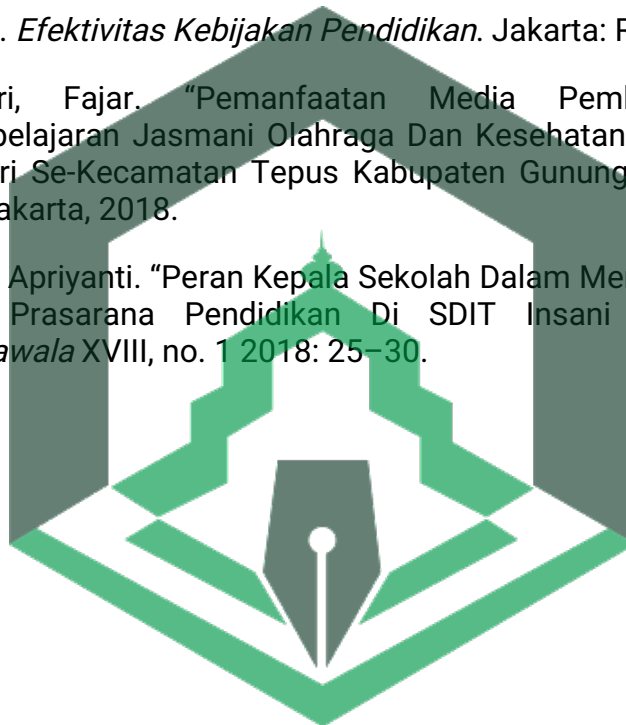 . Efektivitas Kebijakan Pendidikan. Jakarta: R
ri, Fajar. “Pemanfaatan Media Pemb
pelajaran Jasmani Olahraga Dan Kesehatan
ri Se-Kecamatan Tepus Kabupaten Gunung
akarta, 2018.
Apriyanti. “Peran Kepala Sekolah Dalam Me
Prasarana Pendidikan Di SDIT Insani
awala XVIII, no. 1 2018: 25–30.